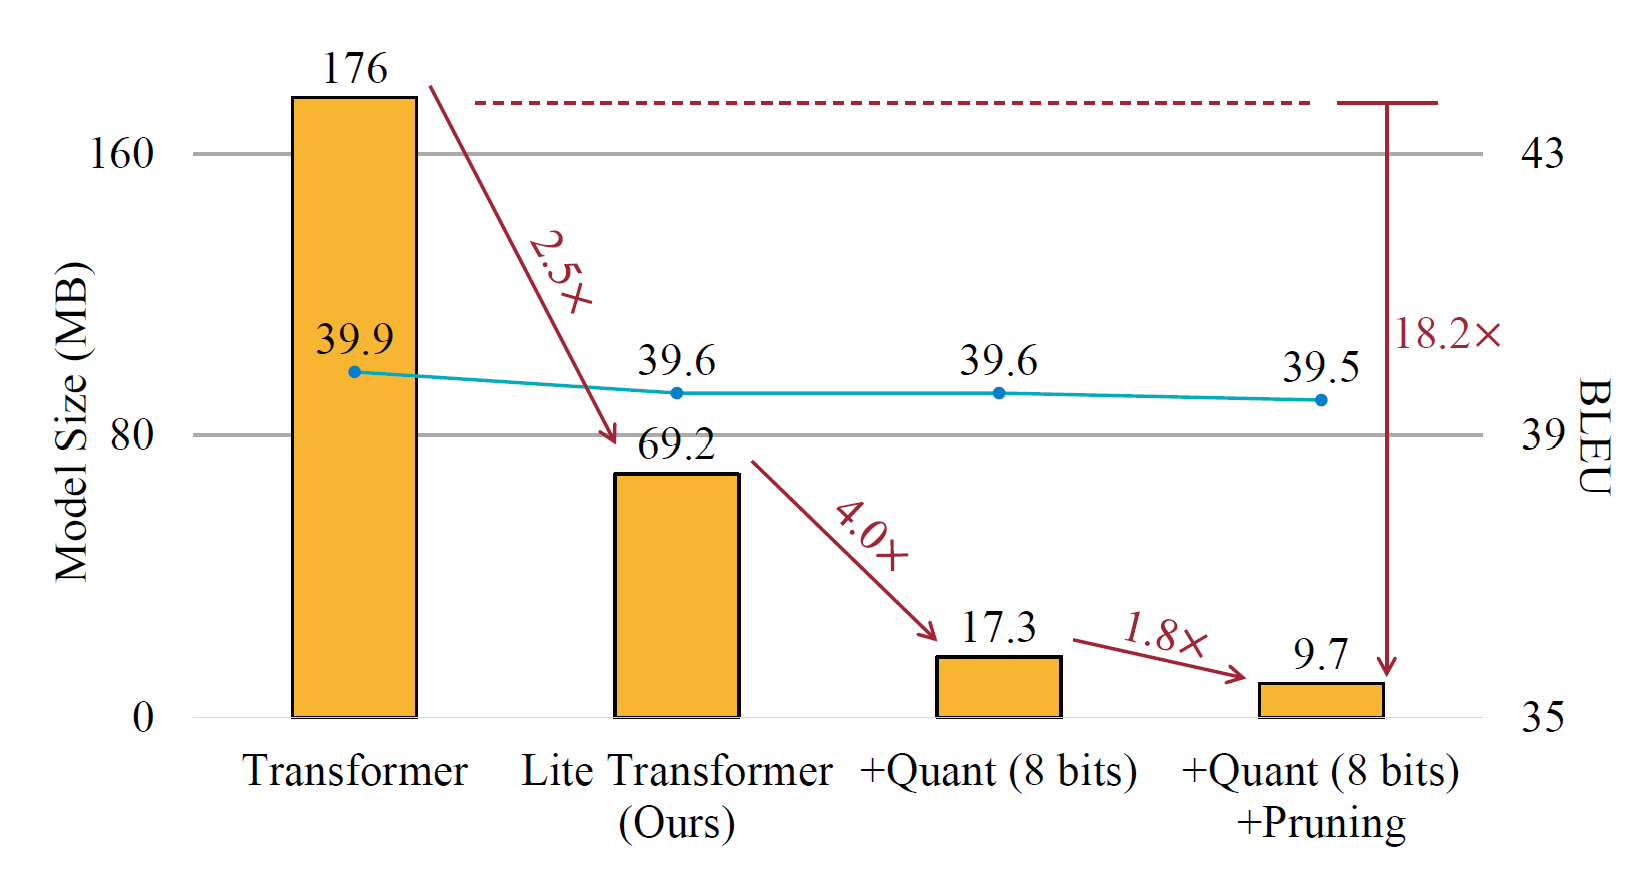 176
160
43
2.5×
18.2×
39.9
39.6
39.6
39.5
Model Size (MB)
BLEU
80
39
69.2
4.0×
17.3
1.8×
9.7
0
35
Transformer
Lite Transformer
(Ours)
+Quant (8 bits)
+Quant (8 bits)
+Pruning